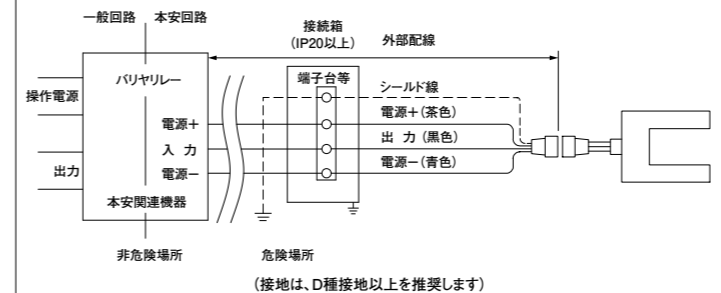 一般回路 本安回路
接続箱
(IP20以上)
外部配線
バリヤリレー
端子台等
シールド線
操作電源
電源+
電源+(茶色)
入 力
出 力 (黒色)
出力
電源−
電源−(青色)
本安関連機器
非危険場所
危険場所
(接地は、D種接地以上を推奨します)